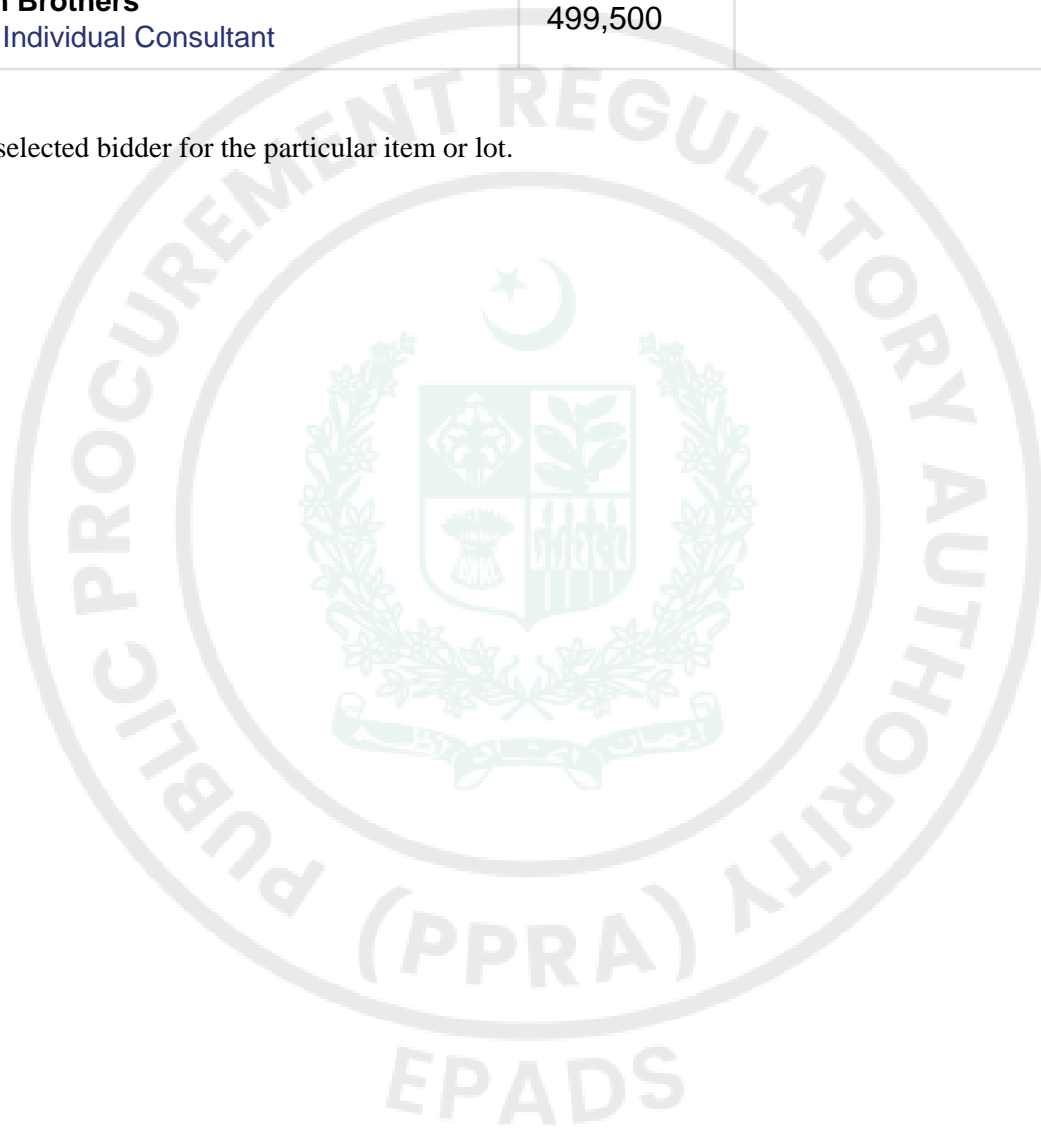 n Brothers
Individual Consultant
499,500
selected bidder for the particular item or lot.
PUBLIC PROCUREMENT REGULATORY AUTHORITY
(PPRA)
EPADS